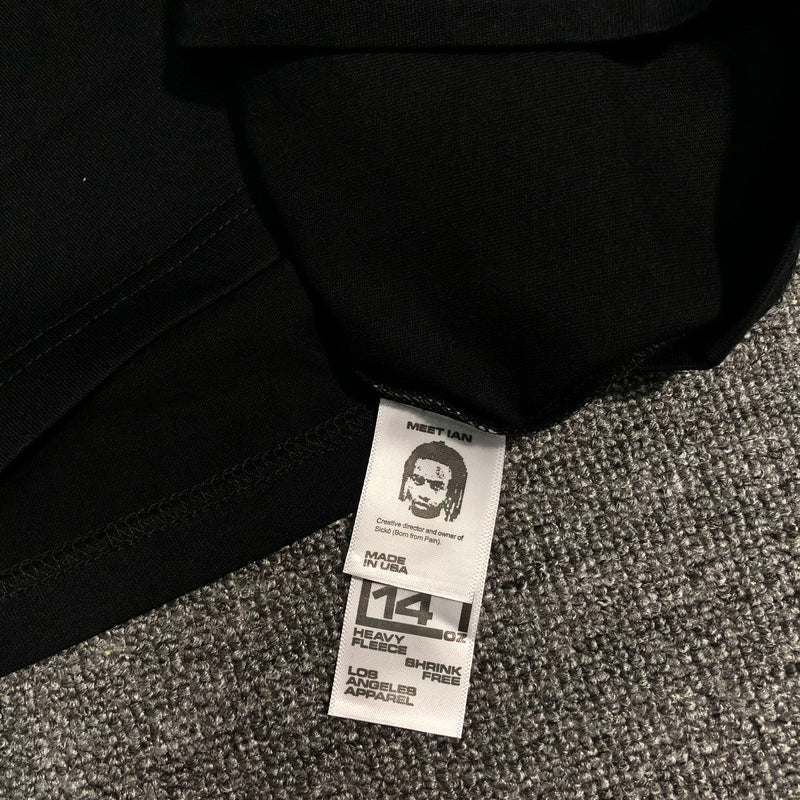 MEET IAN
Creative director and owner of
Sickö (Born from Pain).
MADE
IN USA
14 OZ
HEAVY
FLEECE
SHRINK
FREE
LOS
ANGELES
APPAREL